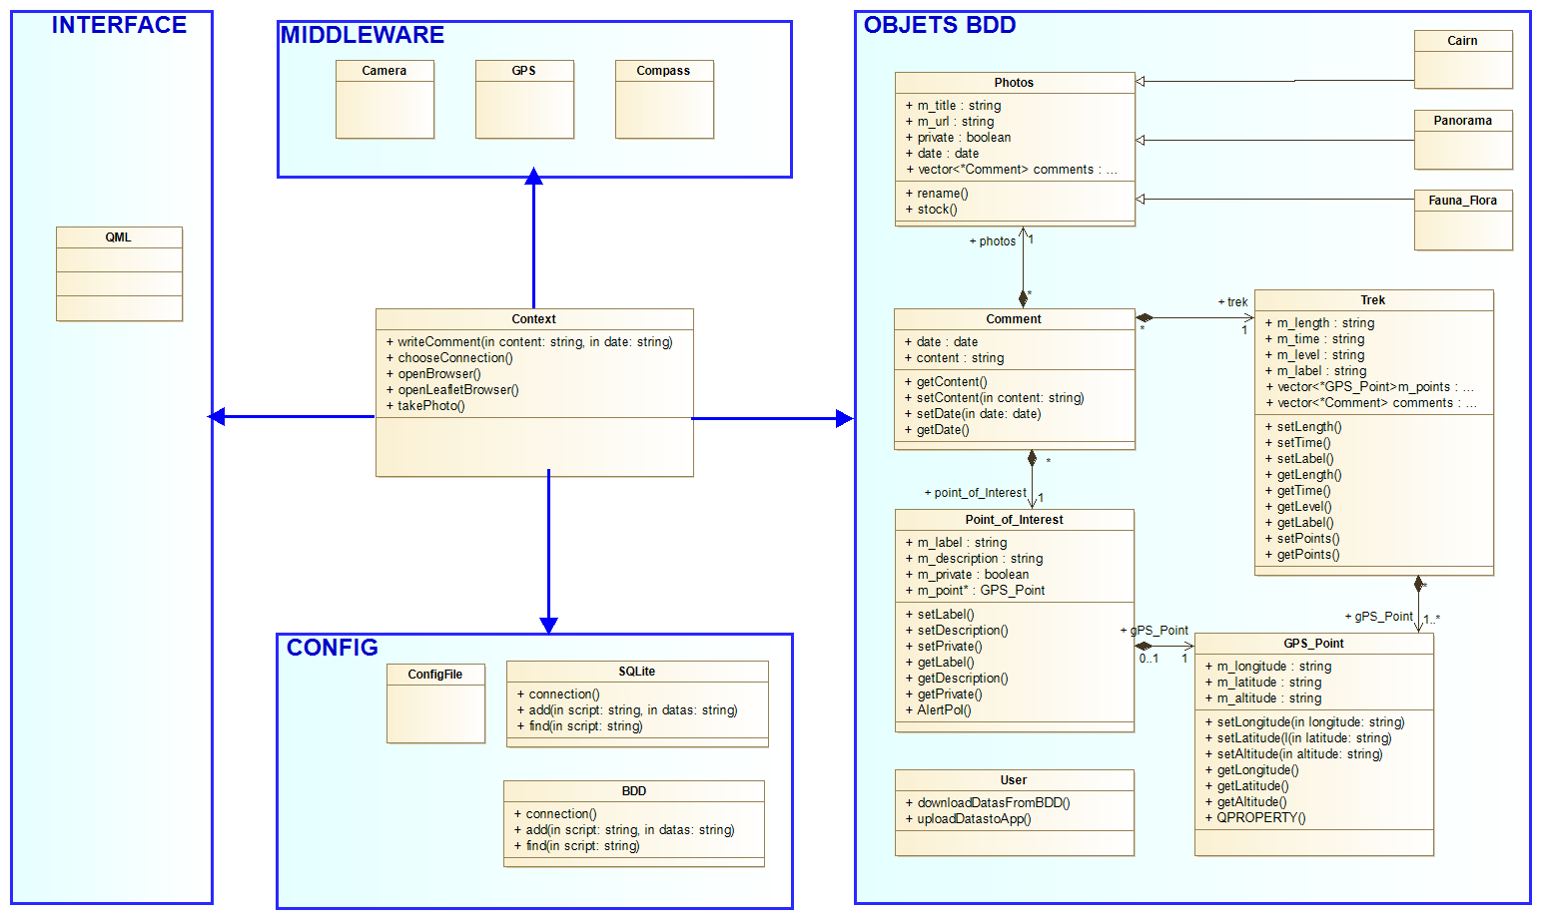 INTERFACE
QML
MIDDLEWARE
Camera
GPS
Compass
Context
+ writeComment(in content: string, in date: string)
+ chooseConnection()
+ openBrowser()
+ openLeafletBrowser()
+ takePhoto()
CONFIG
ConfigFile
SQLite
+ connection()
+ add(in script: string, in datas: string)
+ find(in script: string)
BDD
+ connection()
+ add(in script: string, in datas: string)
+ find(in script: string)
OBJETS BDD
Photos
+ m_title : string
+ m_url : string
+ private : boolean
+ date : date
+ vector<*Comment> comments : ...
+ rename()
+ stock()
Cairn
Panorama
Fauna_Flora
+ photos
1
*
Comment
+ date : date
+ content : string
+ getContent()
+ setContent(in content: string)
+ setDate(in date: date)
+ getDate()
+ trek
*
1
Trek
+ m_length : string
+ m_time : string
+ m_level : string
+ m_label : string
+ vector<*GPS_Point>m_points : ...
+ vector<*Comment> comments : ...
+ setLength()
+ setTime()
+ setLabel()
+ getLength()
+ getTime()
+ getLevel()
+ getLabel()
+ setPoints()
+ getPoints()
*
+ point_of_Interest
1
Point_of_Interest
+ m_label : string
+ m_description : string
+ m_private : boolean
+ m_point* : GPS_Point
+ setLabel()
+ setDescription()
+ setPrivate()
+ getLabel()
+ getDescription()
+ getPrivate()
+ AlertPoI()
+ gPS_Point
0..1
1
*
+ gPS_Point
1..*
GPS_Point
+ m_longitude : string
+ m_latitude : string
+ m_altitude : string
+ setLongitude(in longitude: string)
+ setLatitude(l(in latitude: string)
+ setAltitude(in altitude: string)
+ getLongitude()
+ getLatitude()
+ getAltitude()
+ QPROPERTY()
User
+ downloadDatasFromBDD()
+ uploadDatastoApp()